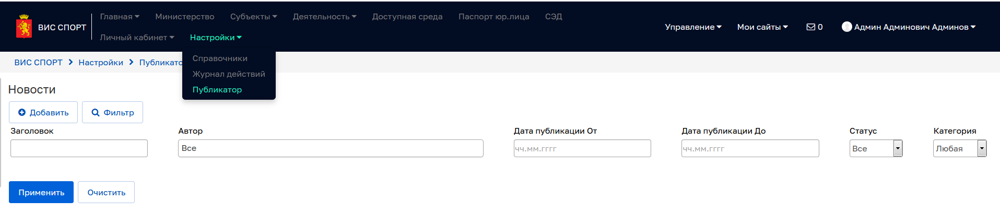 ВИС СПОРТ
Главная Министерство Субъекты Деятельность Доступная среда Паспорт юр.лица СЭД
Личный кабинет Настройки
Управление Мои сайты 0 Админ Админович Админов
Справочники
Журнал действий
Публикатор
ВИС СПОРТ Настройки Публикато
Новости
Добавить Фильтр
Заголовок Автор Дата публикации От Дата публикации До Статус Категория
Все чч.мм.гггг чч.мм.гггг Все Любая
Применить Очистить